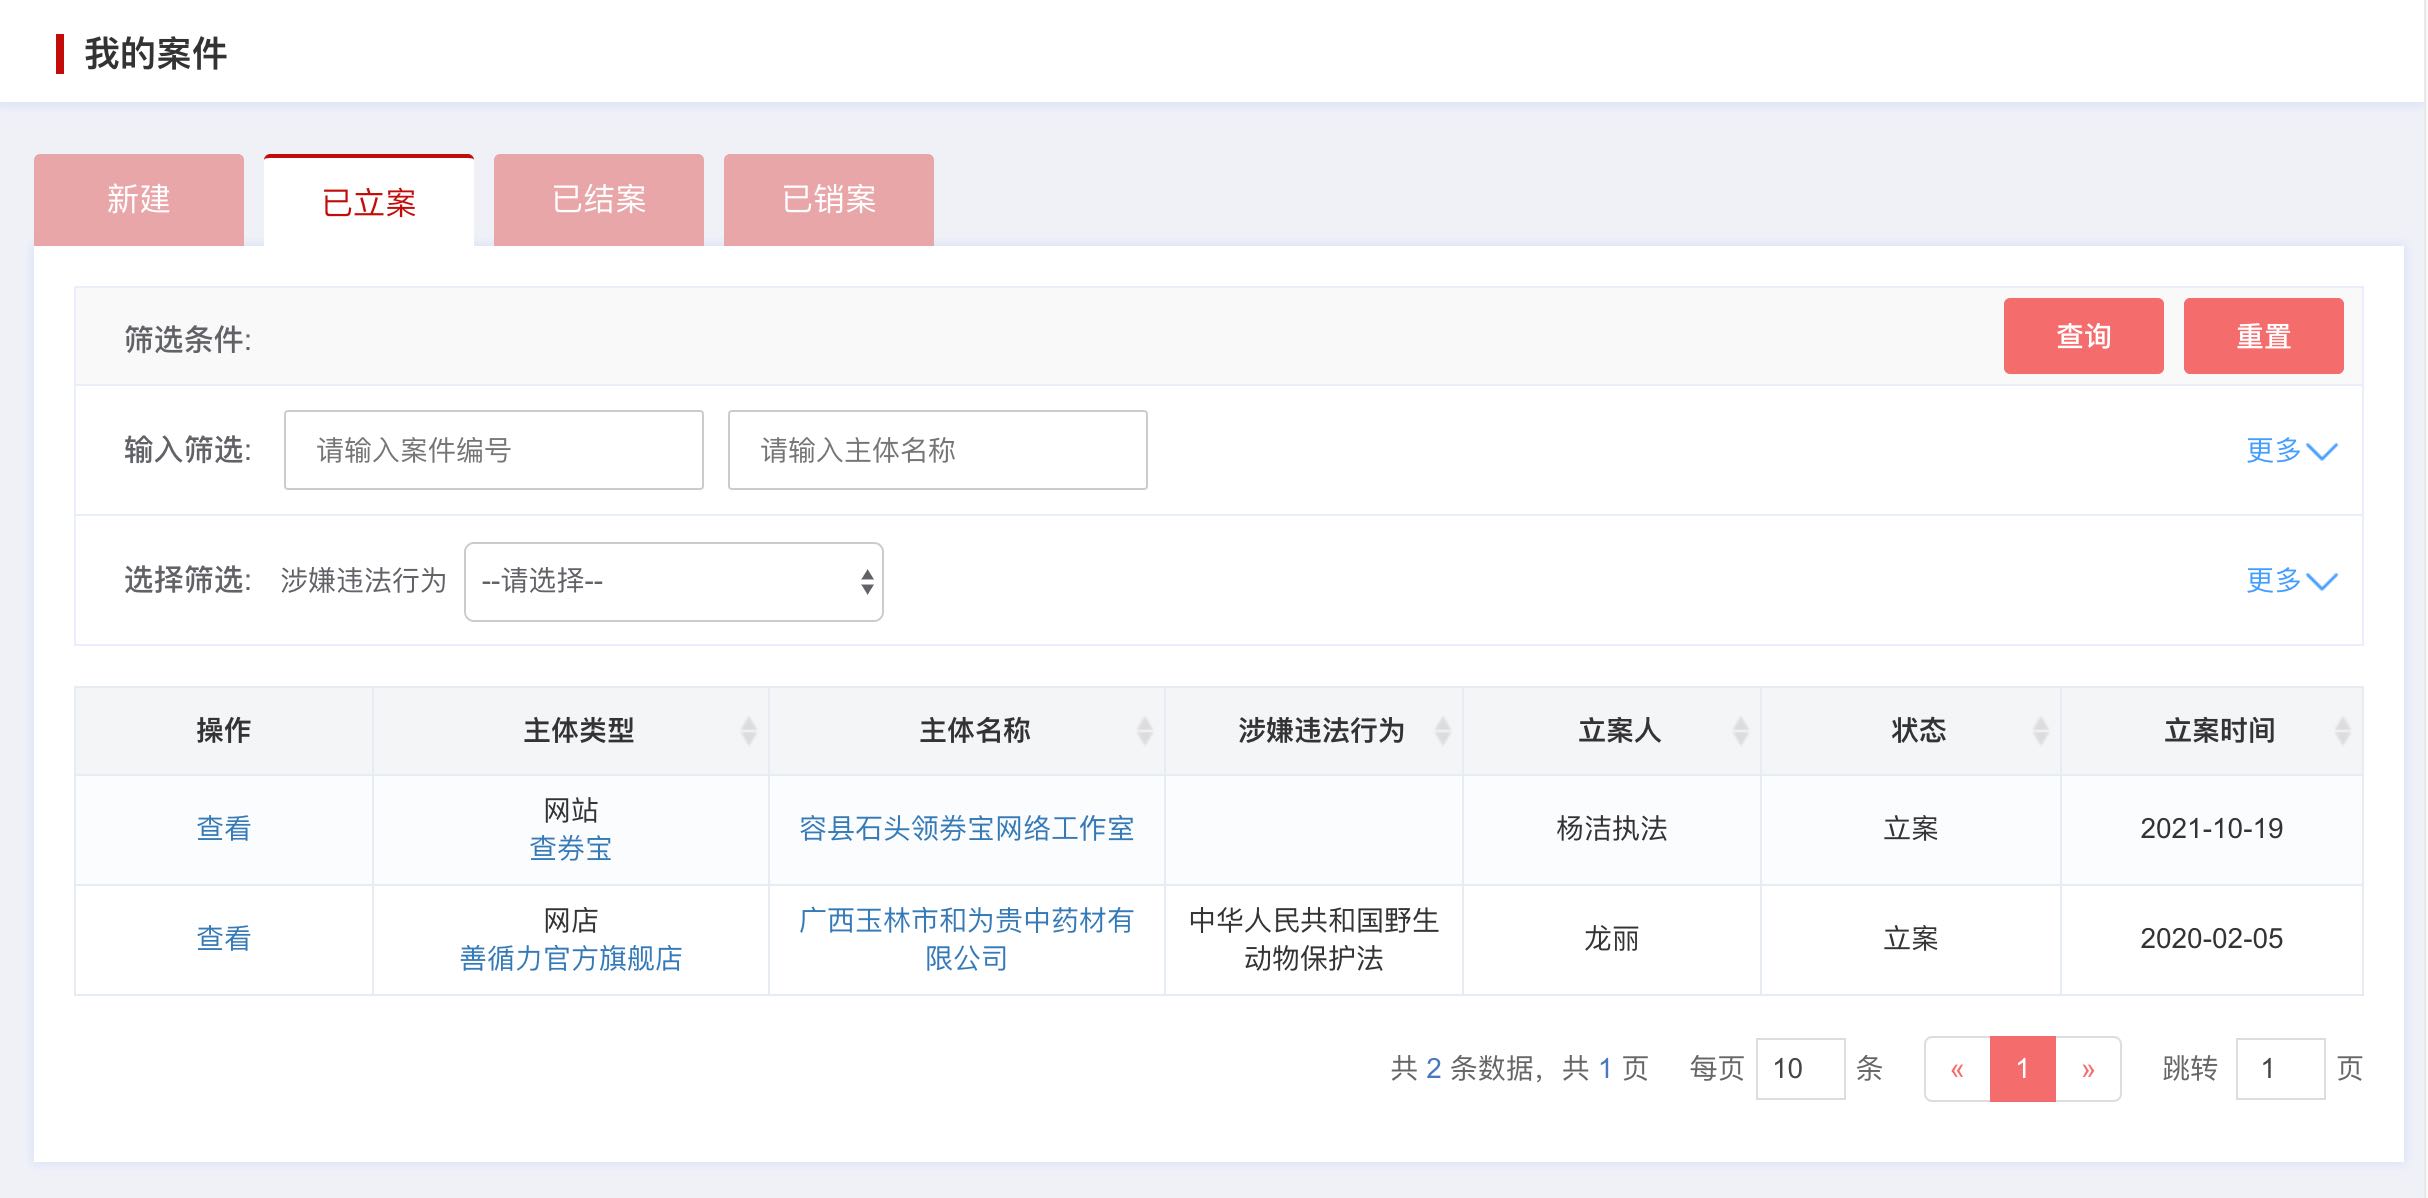 我的案件
新建
已立案
已结案
已销案
筛选条件:
查询
重置
输入筛选:
请输入案件编号
请输入主体名称
更多
选择筛选:
涉嫌违法行为
--请选择--
更多
操作
主体类型
主体名称
涉嫌违法行为
立案人
状态
立案时间
查看
网站
查券宝
容县石头领券宝网络工作室
杨洁执法
立案
2021-10-19
查看
网店
善循力官方旗舰店
广西玉林市和为贵中药材有
限公司
中华人民共和国野生
动物保护法
龙丽
立案
2020-02-05
共 2 条数据，共 1 页
每页 10 条
« 1 »
跳转 1 页